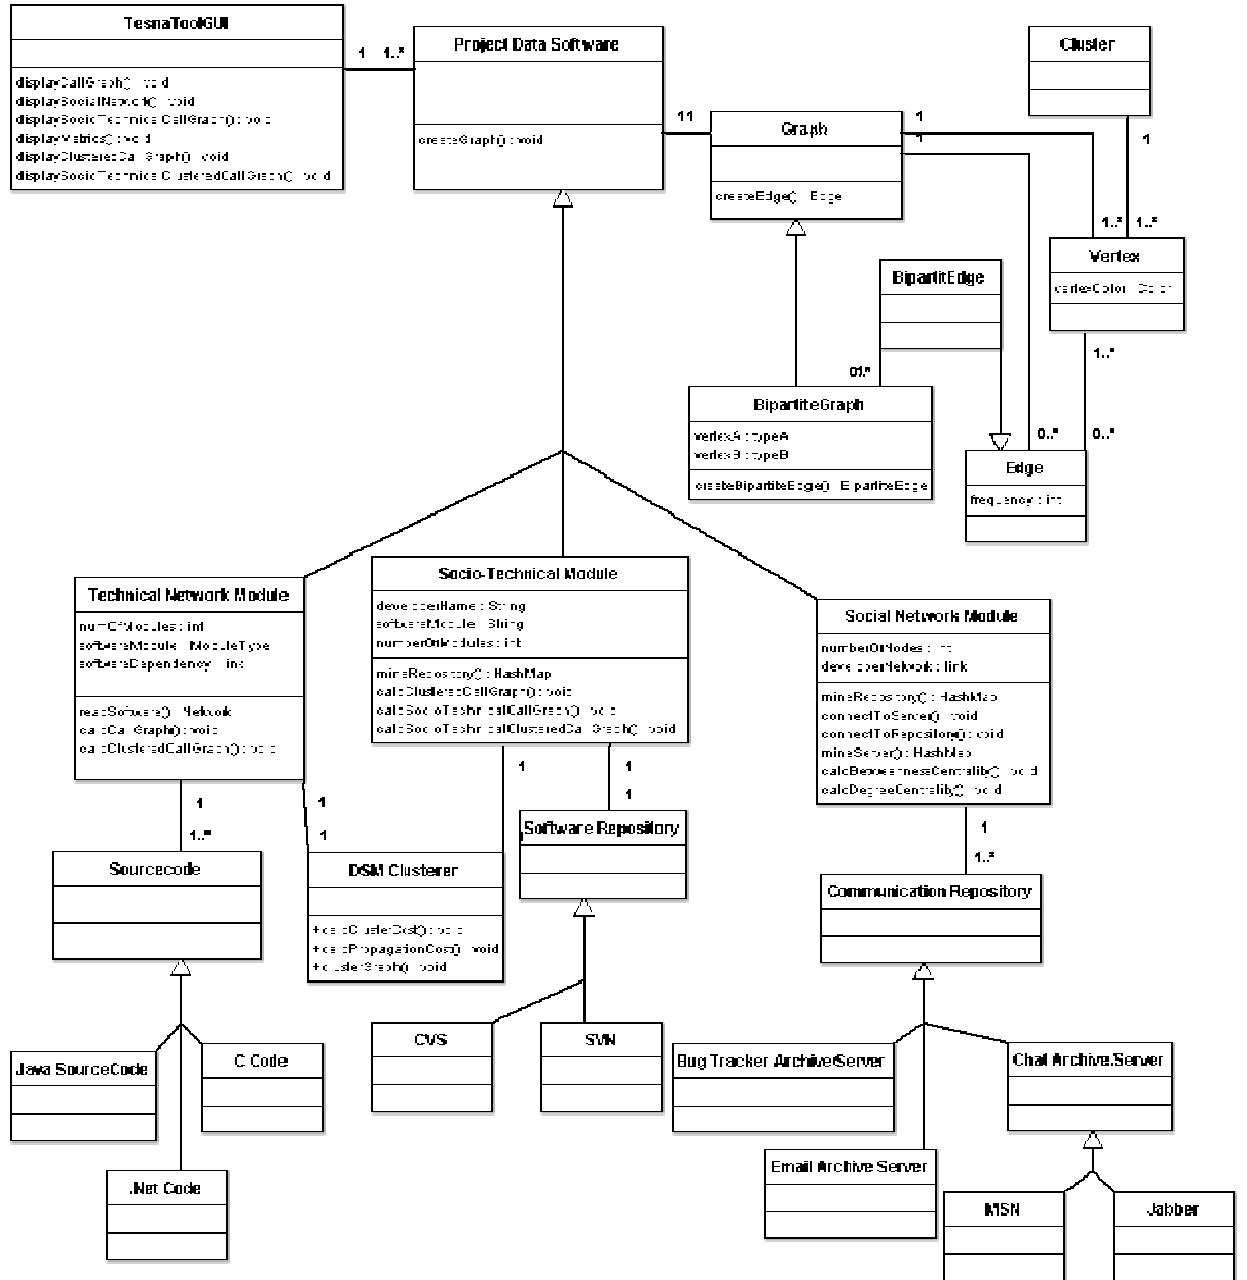 TesnaToolGUI
displayCallGraph() : void
displaySocialNetwork() : void
displaySocioTechnicalCallGraph() : void
displayMetrics() : void
displayClusteredCallGraph() : void
displaySocioTechnicalClusteredCallGraph() : void
1 1..*
Project Data Software
createGraph() : void
11
Graph
createEdge() : Edge
1
1
Cluster
1
1..* 1..*
Vertex
vertexColor : Color
1..*
0..*
0..*
BipartitEdge
01.*
BipartiteGraph
vertexA : typeA
vertexB : typeB
createBipartiteEdge() : BipartiteEdge
Edge
frequency : int
Technical Network Module
numOfModules : int
softwareModule : ModuleType
softwareDependency : link
readSoftware() : Network
calcCallGraph() : void
calcClusteredCallGraph() : void
Socio-Technical Module
developerName : String
softwareModule : String
numberOfModules : int
mineRepository() : HashMap
calcClusteredCallGraph() : void
calcSocioTechnicalCallGraph() : void
calcSocioTechnicalClusteredCallGraph() : void
Social Network Module
numberOfNodes : int
developerNetwork : link
mineRepository() : HashMap
connectToServer() : void
connectToRepository() : void
mineServer() : HashMap
calcBetweennessCentrality() : void
calcDegreeCentrality() : void
1
1..*
1
1
1
1
1
1
1..*
Sourcecode
DSM Clusterer
+calcClusterCost() : void
+calcPropagationCost() : void
+clusterGraph() : void
Software Repository
Communication Repository
Java SourceCode
C Code
.Net Code
CVS
SVN
Bug Tracker Archive/Server
Chat Archive.Server
Email Archive Server
MSN
Jabber